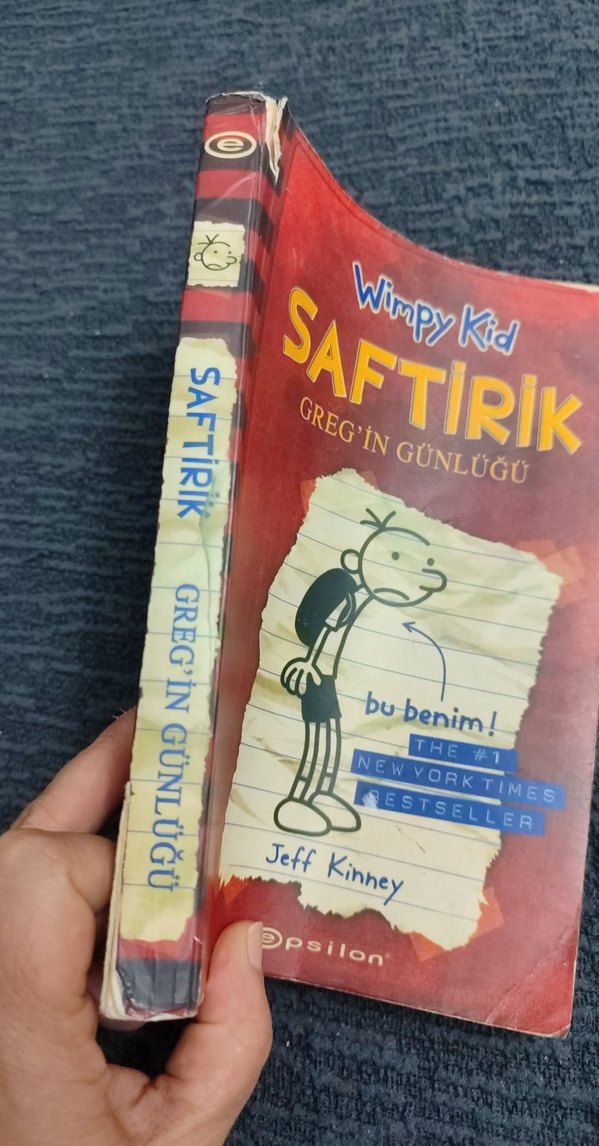 e
SAFTİRİK GREG'İN GÜNLÜĞÜ
Wimpy Kid
SAFTİRİK
GREG'İN GÜNLÜĞÜ
bu benim!
THE #1
NEW YORK TIMES
BESTSELLER
Jeff Kinney
epsilon